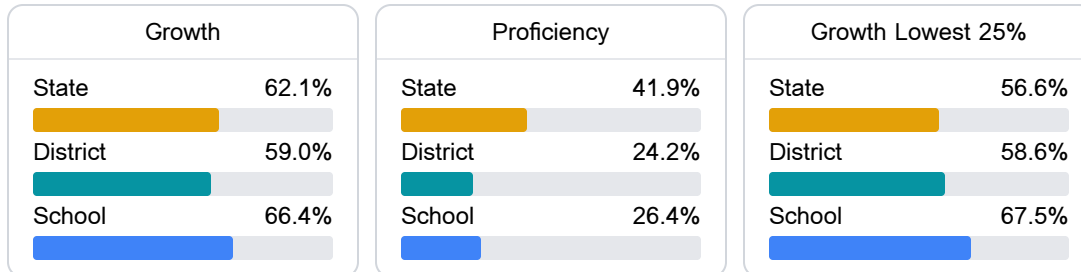 Growth
State 62.1%
District 59.0%
School 66.4%
Proficiency
State 41.9%
District 24.2%
School 26.4%
Growth Lowest 25%
State 56.6%
District 58.6%
School 67.5%